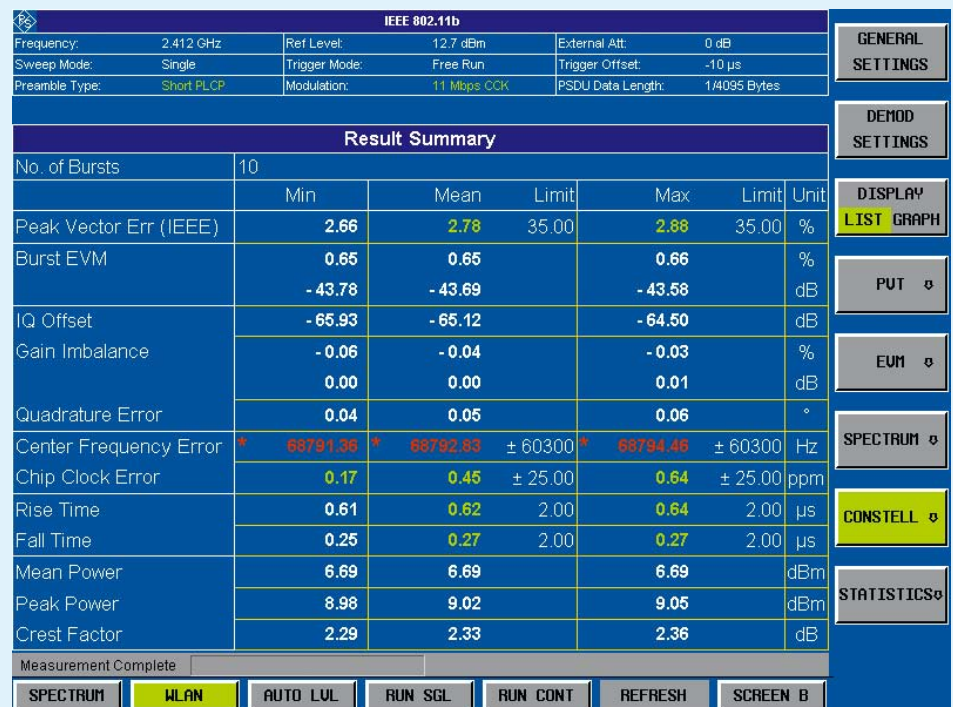 IEEE 802.11b
Frequency: 2.412 GHz Ref Level: 12.7 dBm External Att: 0 dB
Sweep Mode: Single Trigger Mode: Free Run Trigger Offset: -10 µs
Preamble Type: Short PLCP Modulation: 11 Mbps CCK PSDU Data Length: 1/4095 Bytes
Result Summary
No. of Bursts 10
Min Mean Limit Max Limit Unit
Peak Vector Err (IEEE) 2.66 2.78 35.00 2.88 35.00 %
Burst EVM 0.65 0.65 0.66 %
- 43.78 - 43.69 - 43.58 dB
IQ Offset - 65.93 - 65.12 - 64.50 dB
Gain Imbalance - 0.06 - 0.04 - 0.03 %
0.00 0.00 0.01 dB
Quadrature Error 0.04 0.05 0.06 °
Center Frequency Error * 68791.36 * 68792.83 ± 60300 * 68794.46 ± 60300 Hz
Chip Clock Error 0.17 0.45 ± 25.00 0.64 ± 25.00 ppm
Rise Time 0.61 0.62 2.00 0.64 2.00 µs
Fall Time 0.25 0.27 2.00 0.27 2.00 µs
Mean Power 6.69 6.69 6.69 dBm
Peak Power 8.98 9.02 9.05 dBm
Crest Factor 2.29 2.33 2.36 dB
Measurement Complete
SPECTRUM WLAN AUTO LVL RUN SGL RUN CONT REFRESH SCREEN B
GENERAL
SETTINGS
DEMOD
SETTINGS
DISPLAY
LIST GRAPH
PVT
EVM
SPECTRUM
CONSTELL
STATISTICS